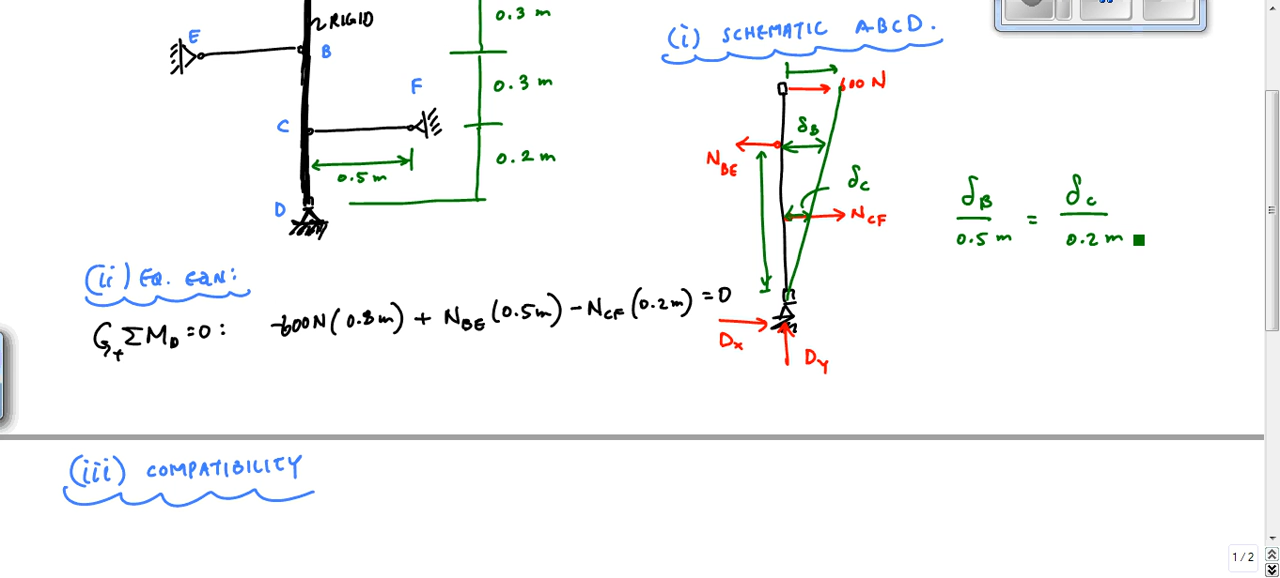 RIGID
0.3 m
E
B
0.3 m
F
C
0.2 m
0.5 m
D
(i) SCHEMATIC ABCD.
600 N
δB
NBE
δC
NCF
δB / 0.5 m = δC / 0.2 m
Dx
Dy
(ii) EQ. EQN:
↺+ ΣMD = 0: -600N (0.8m) + NBE (0.5m) - NCF (0.2m) = 0
(iii) COMPATIBILITY
1 / 2